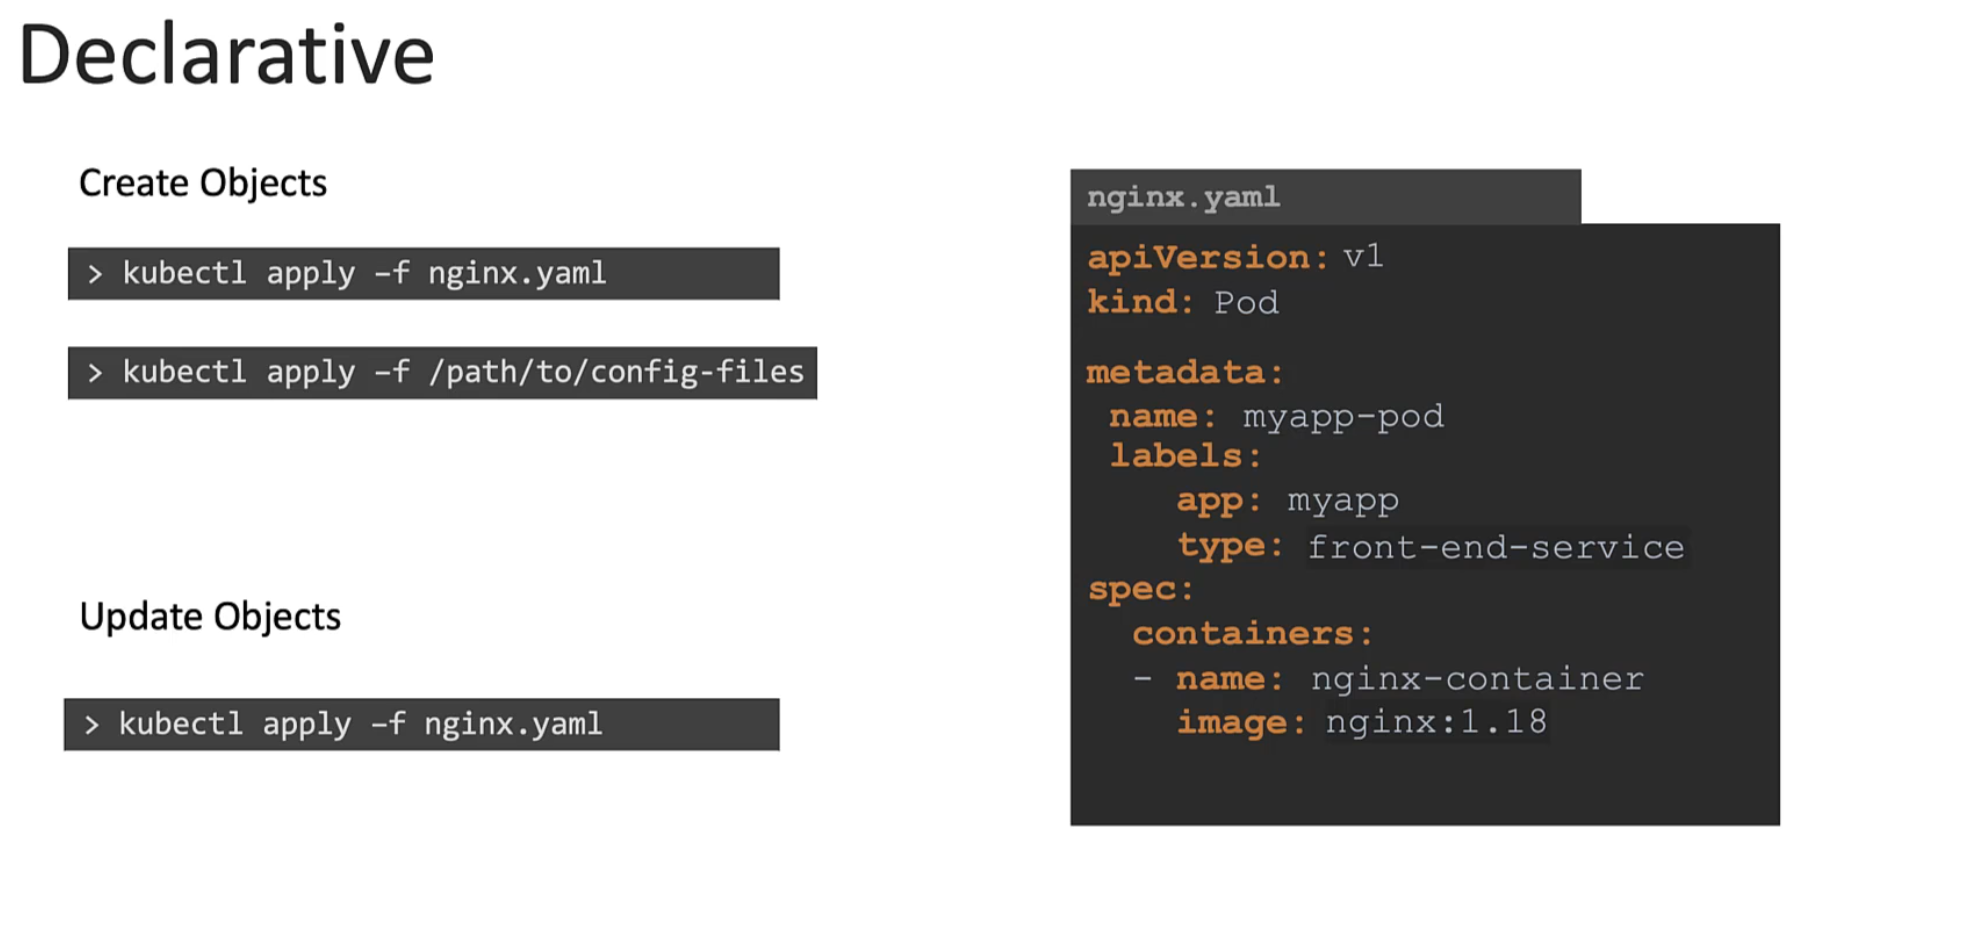 Declarative
Create Objects
> kubectl apply –f nginx.yaml
> kubectl apply –f /path/to/config-files
Update Objects
> kubectl apply –f nginx.yaml
nginx.yaml
apiVersion: v1
kind: Pod
metadata:
name: myapp-pod
labels:
app: myapp
type: front-end-service
spec:
containers:
- name: nginx-container
image: nginx:1.18